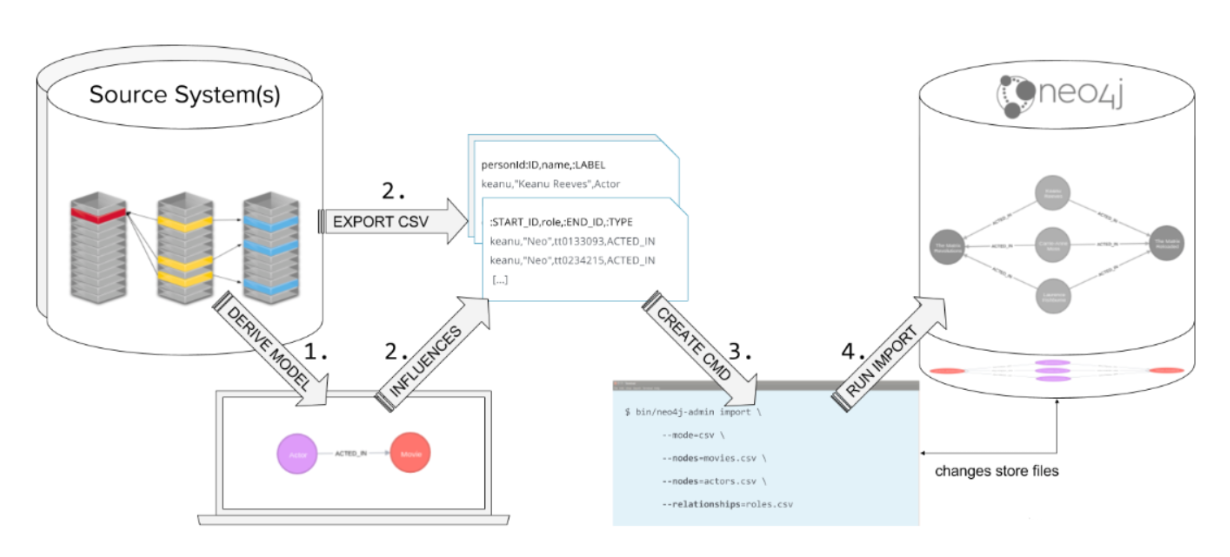 Source System(s)
neo4j
2.
EXPORT CSV
personId:ID,name,:LABEL
keanu,"Keanu Reeves",Actor
:START_ID,role,:END_ID,:TYPE
keanu,"Neo",tt0133093,ACTED_IN
keanu,"Neo",tt0234215,ACTED_IN
[...]
ACTED_IN
ACTED_IN
ACTED_IN
ACTED_IN
ACTED_IN
ACTED_IN
DERIVE MODEL
1.
2.
INFLUENCES
CREATE CMD
3.
4.
RUN IMPORT
Actor
ACTED_IN
Movie
$ bin/neo4j-admin import \
--mode=csv \
--nodes=movies.csv \
--nodes=actors.csv \
--relationships=roles.csv
changes store files